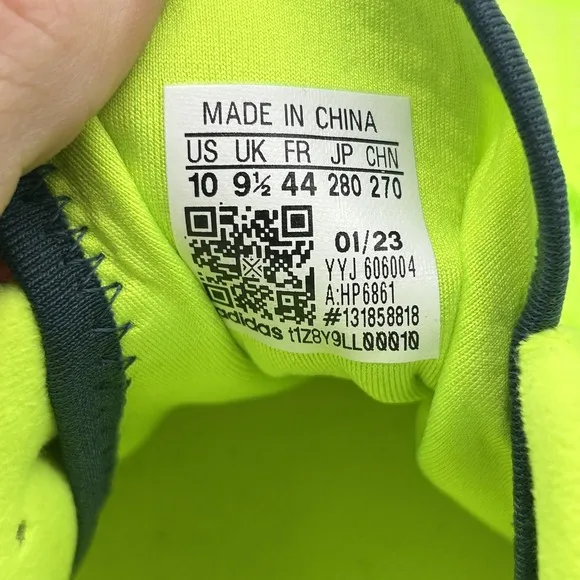 MADE IN CHINA
US UK FR JP CHN
10 9½ 44 280 270
01/23
YYJ 606004
A:HP6861
#131858818
adidas t1Z8Y9LL00010